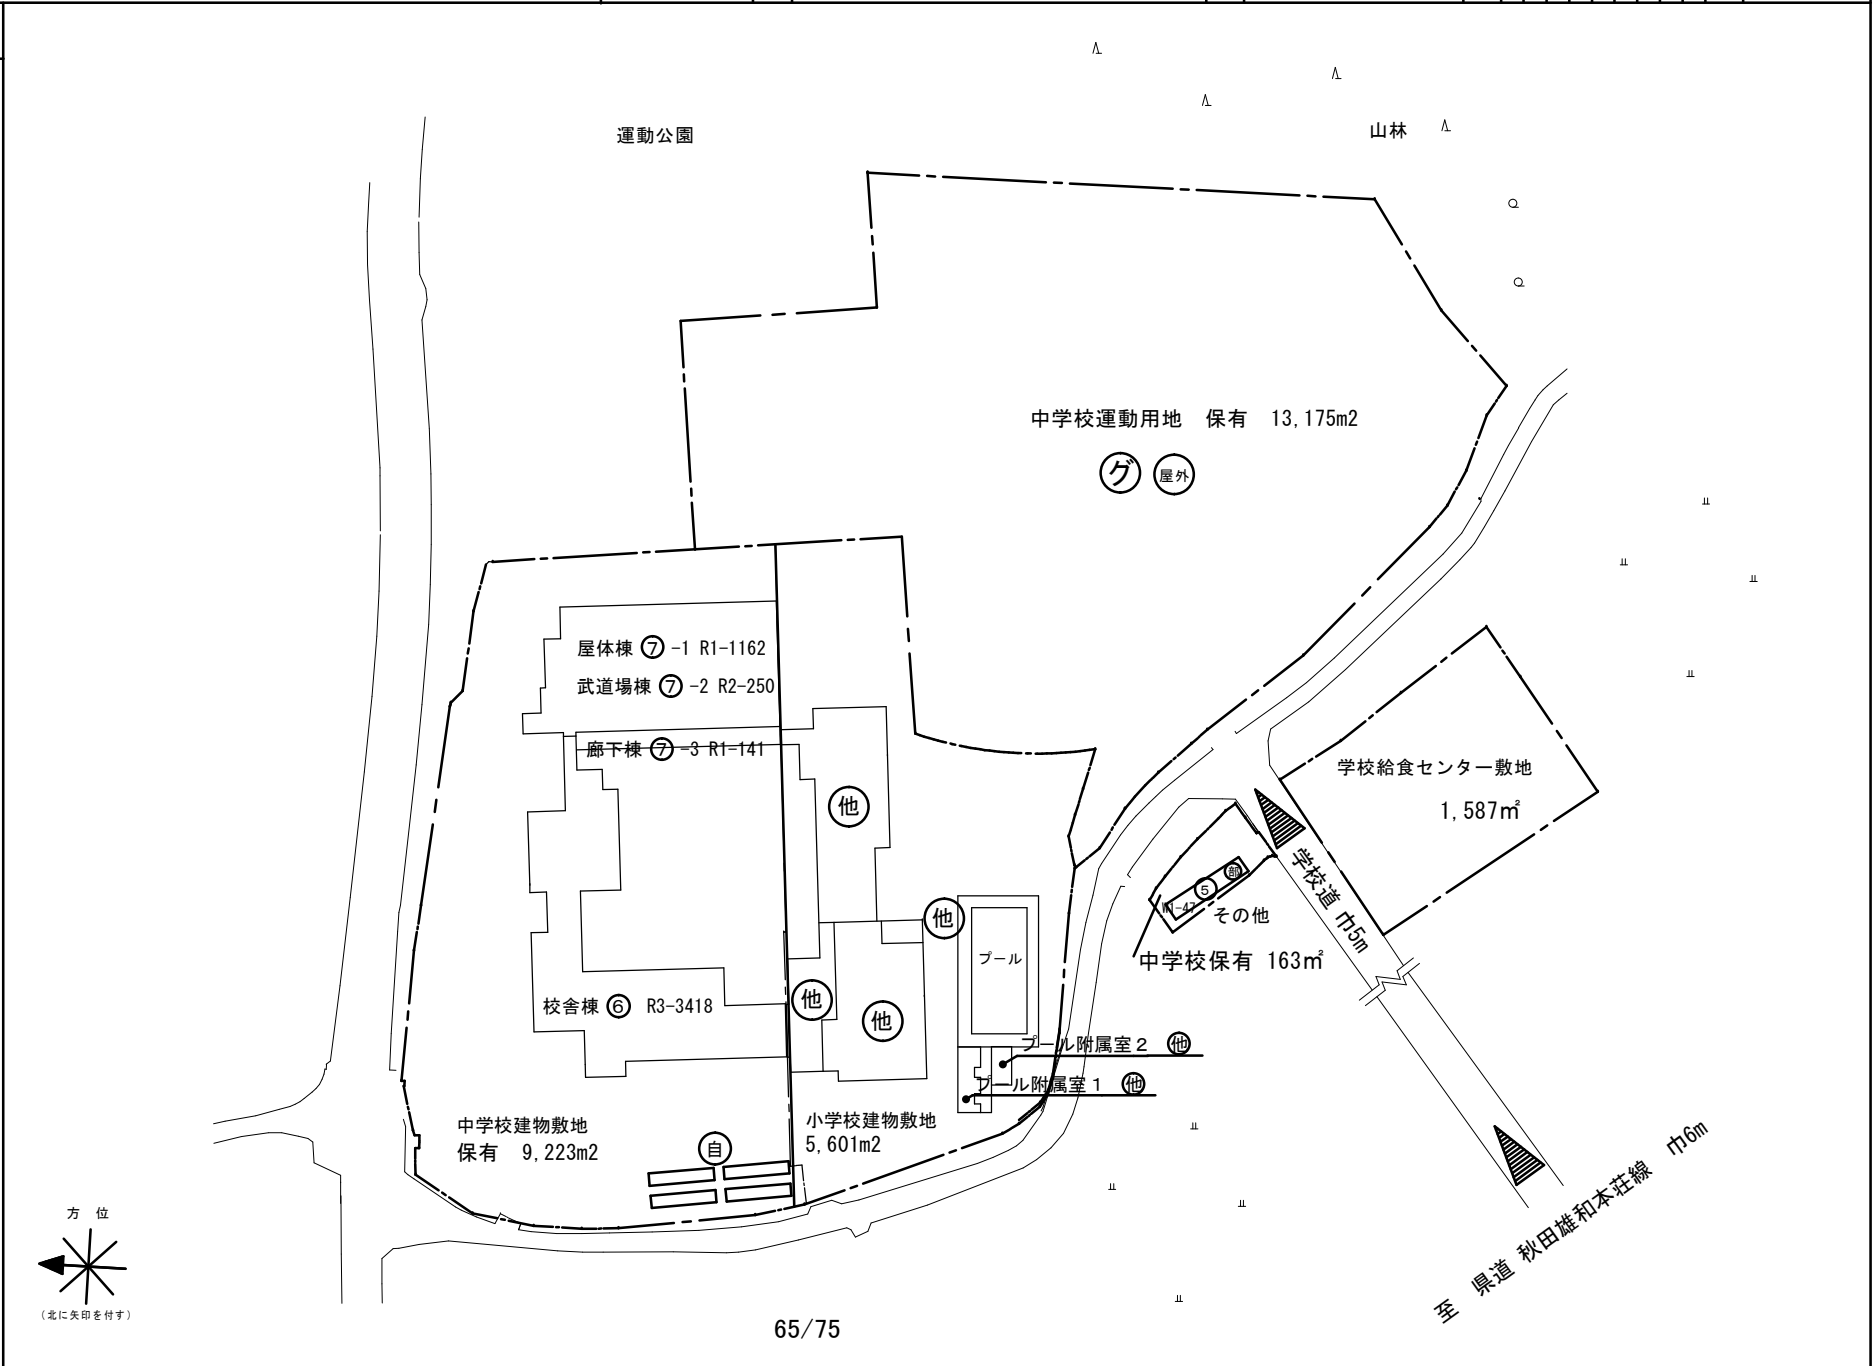 運動公園
山林
中学校運動用地　保有　13,175m2
グ 屋外
屋体棟 ⑦ -1 R1-1162
武道場棟 ⑦ -2 R2-250
廊下棟 ⑦ -3 R1-141
他
学校給食センター敷地
1,587㎡
学校道 巾5m
部
⑤
W1-47
その他
中学校保有 163㎡
他
プール
他
他
校舎棟 ⑥ R3-3418
プール附属室２ 他
プール附属室１ 他
中学校建物敷地
保有　9,223m2
自
小学校建物敷地
5,601m2
至　県道 秋田雄和本荘線　巾6m
方　位
(北に矢印を付す)
65/75